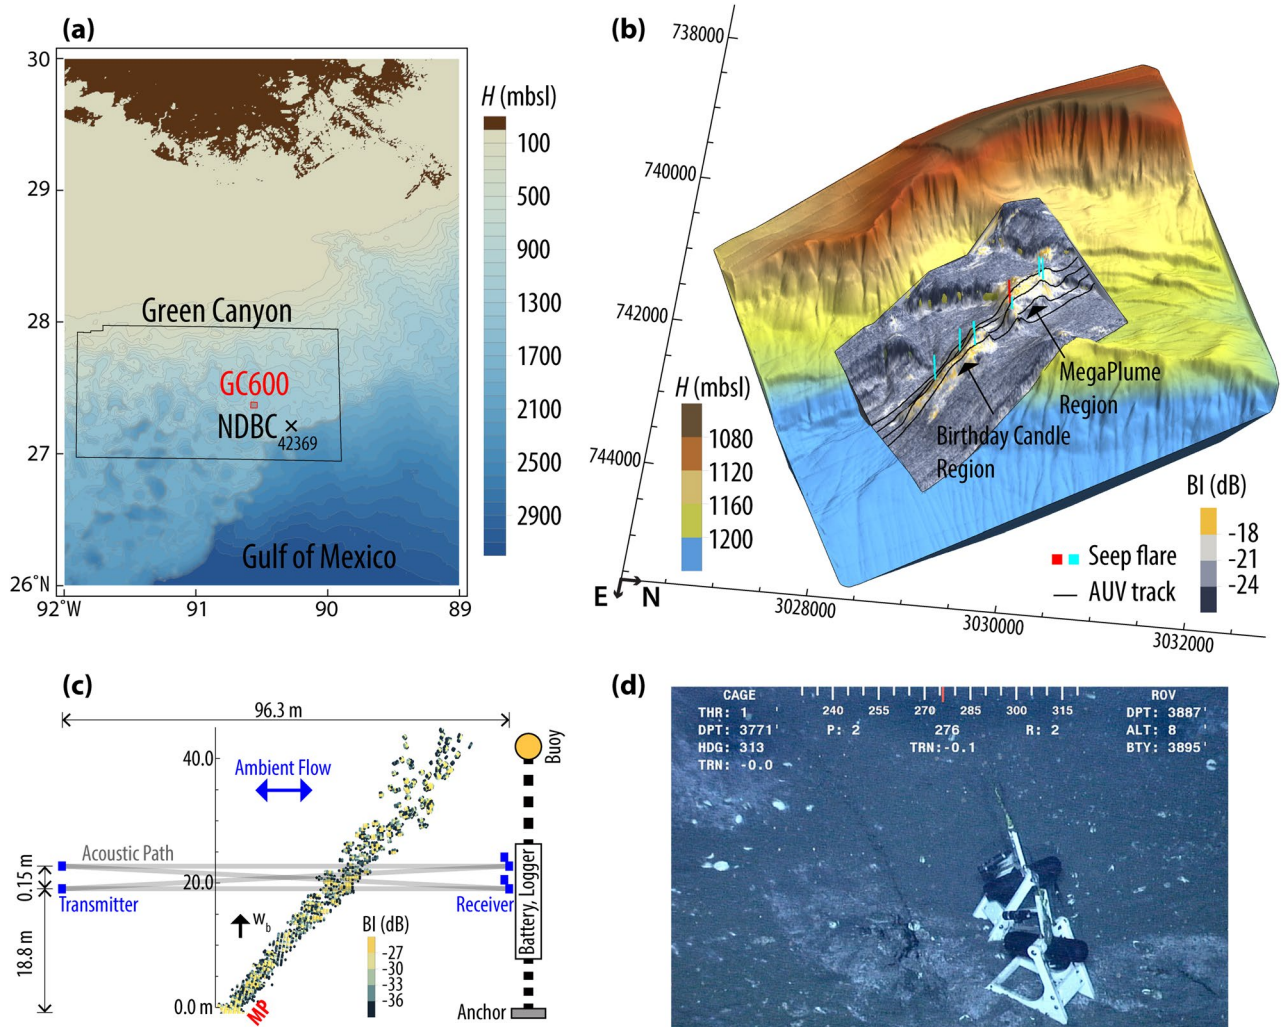 (a)
30
29
28
27
26°N
92°W
91
90
89
Green Canyon
GC600
NDBC ×
42369
Gulf of Mexico
H (mbsl)
100
500
900
1300
1700
2100
2500
2900
(b)
738000
740000
742000
744000
H (mbsl)
1080
1120
1160
1200
MegaPlume
Region
Birthday Candle
Region
BI (dB)
-18
-21
-24
Seep flare
AUV track
E
N
3028000
3030000
3032000
(c)
96.3 m
40.0
20.0
0.0 m
Ambient Flow
Acoustic Path
Transmitter
Receiver
0.15 m
18.8 m
wb
BI (dB)
-27
-30
-33
-36
MP
Buoy
Battery, Logger
Anchor
(d)
CAGE
THR: 1
DPT: 3771'
HDG: 313
TRN: -0.0
240 255 270 285 300 315
P: 2 276 R: 2
TRN:-0.1
ROV
DPT: 3887'
ALT: 8'
BTY: 3895'